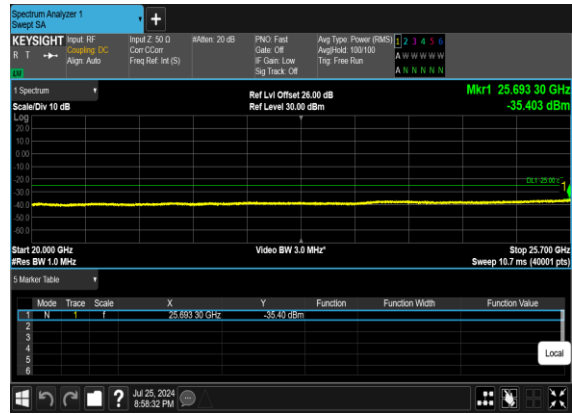 Spectrum Analyzer 1
Swept SA
+
KEYSIGHT Input: RF Input Z: 50 Ω #Atten: 20 dB PNO: Fast Avg Type: Power (RMS) 1 2 3 4 5 6
R T Coupling: DC Corr CCorr Gate: Off Avg|Hold: 100/100 A W W W W W
Align: Auto Freq Ref: Int (S) IF Gain: Low Trig: Free Run
Sig Track: Off A N N N N N
1 Spectrum Ref Lvl Offset 26.00 dB Mkr1 25.693 30 GHz
Scale/Div 10 dB Ref Level 30.00 dBm -35.403 dBm
Log
20.0
10.0
0.00
-10.0
-20.0
DL1 -25.00
1
-30.0
-40.0
-50.0
-60.0
Start 20.000 GHz Video BW 3.0 MHz* Stop 25.700 GHz
#Res BW 1.0 MHz Sweep 10.7 ms (40001 pts)
5 Marker Table
Mode Trace Scale X Y Function Function Width Function Value
1 N 1 f 25.693 30 GHz -35.40 dBm
2
3
4
5
6
Local
? Jul 25, 2024
8:58:32 PM